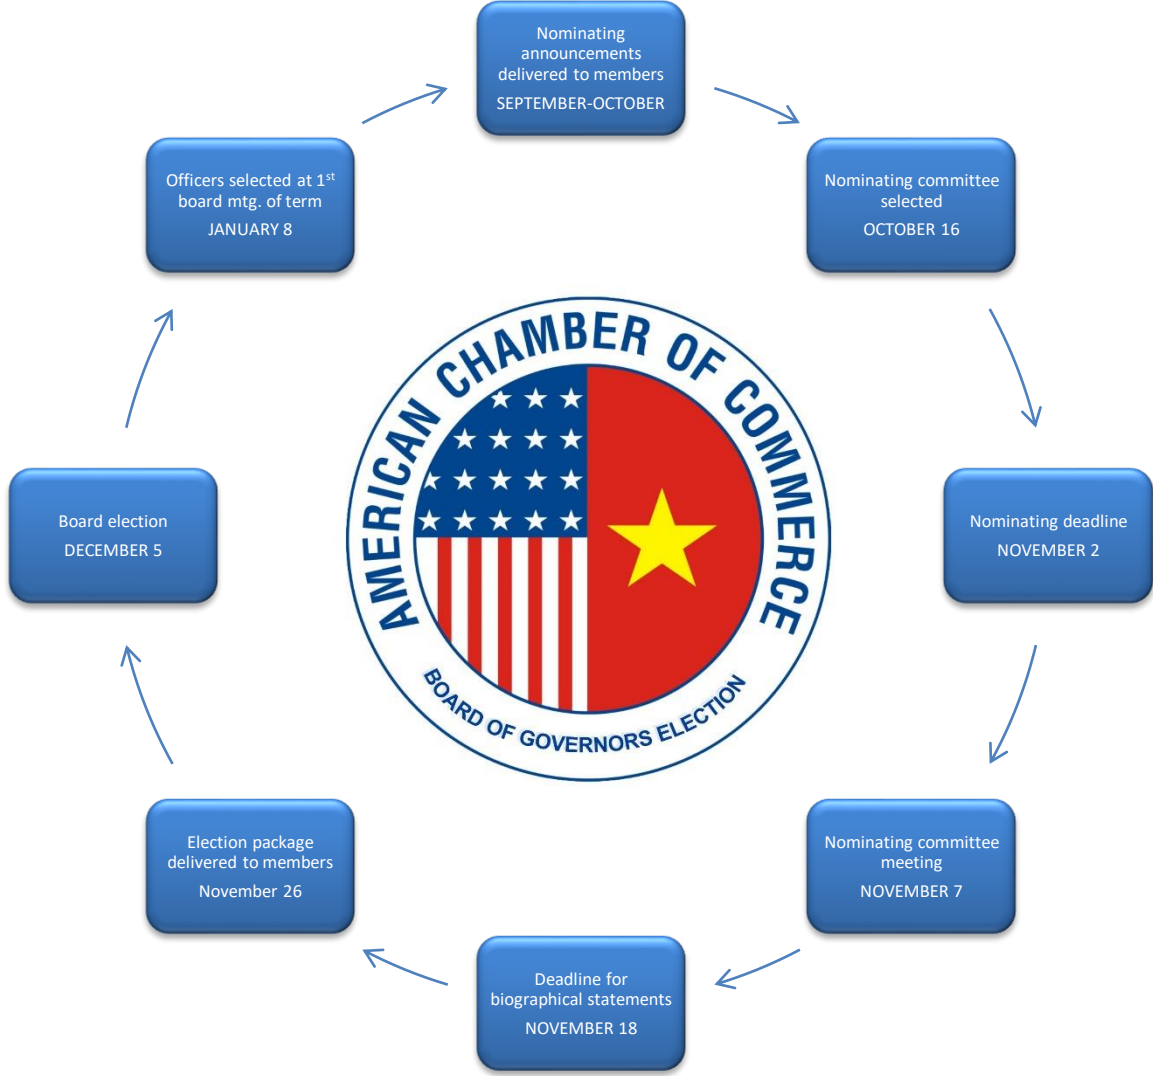 Nominating
announcements
delivered to members
SEPTEMBER-OCTOBER
Nominating committee
selected
OCTOBER 16
Nominating deadline
NOVEMBER 2
Nominating committee
meeting
NOVEMBER 7
Deadline for
biographical statements
NOVEMBER 18
Election package
delivered to members
November 26
Board election
DECEMBER 5
Officers selected at 1st
board mtg. of term
JANUARY 8
AMERICAN CHAMBER OF COMMERCE
BOARD OF GOVERNORS ELECTION